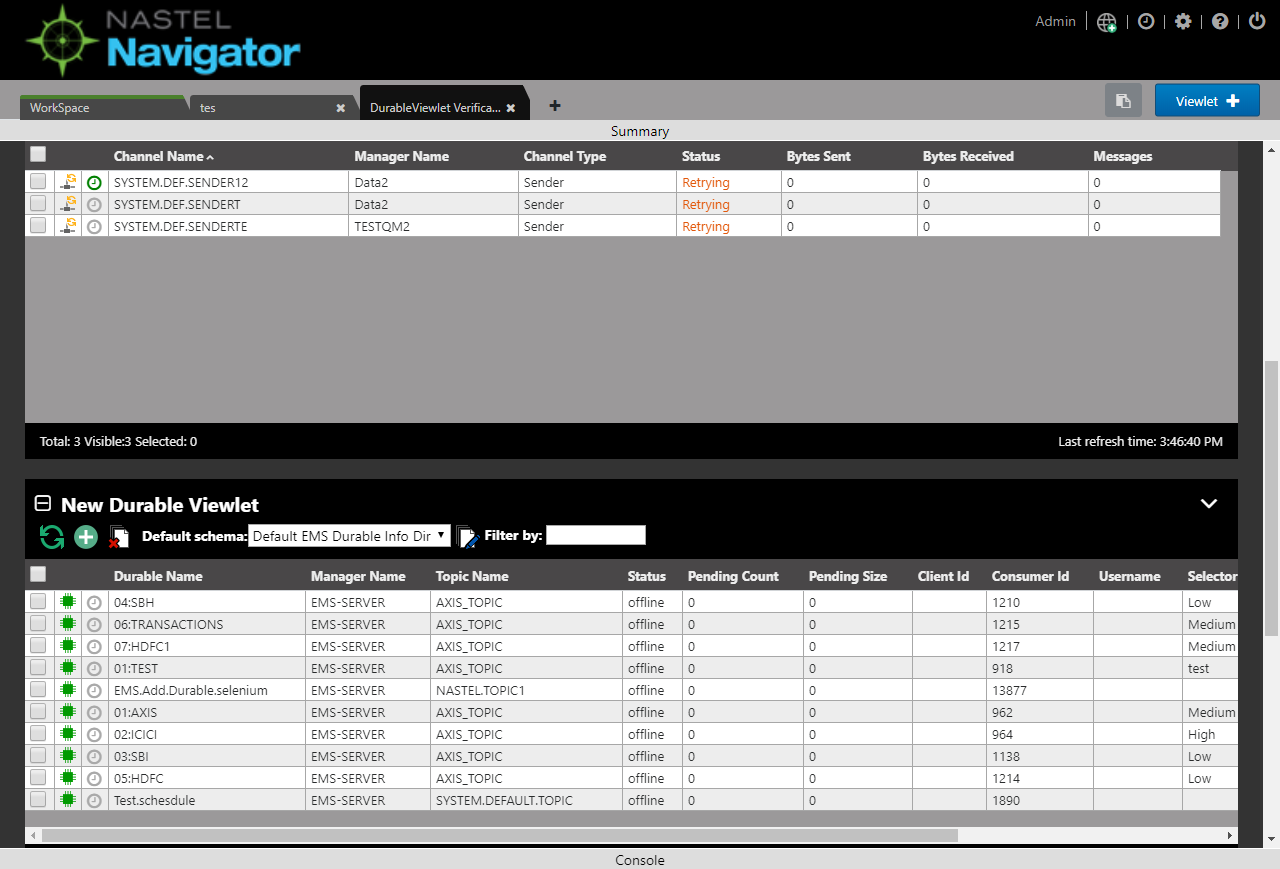 NASTEL
Navigator
Admin
WorkSpace
tes
DurableViewlet Verifica...
Viewlet
Summary
Channel Name Manager Name Channel Type Status Bytes Sent Bytes Received Messages
SYSTEM.DEF.SENDER12 Data2 Sender Retrying 0 0 0
SYSTEM.DEF.SENDERT Data2 Sender Retrying 0 0 0
SYSTEM.DEF.SENDERTE TESTQM2 Sender Retrying 0 0 0
Total: 3 Visible:3 Selected: 0 Last refresh time: 3:46:40 PM
New Durable Viewlet
Default schema: Default EMS Durable Info Dir Filter by:
Durable Name Manager Name Topic Name Status Pending Count Pending Size Client Id Consumer Id Username Selector
04:SBH EMS-SERVER AXIS_TOPIC offline 0 0 1210 Low
06:TRANSACTIONS EMS-SERVER AXIS_TOPIC offline 0 0 1215 Medium
07:HDFC1 EMS-SERVER AXIS_TOPIC offline 0 0 1217 Medium
01:TEST EMS-SERVER AXIS_TOPIC offline 0 0 918 test
EMS.Add.Durable.selenium EMS-SERVER NASTEL.TOPIC1 offline 0 0 13877
01:AXIS EMS-SERVER AXIS_TOPIC offline 0 0 962 Medium
02:ICICI EMS-SERVER AXIS_TOPIC offline 0 0 964 High
03:SBI EMS-SERVER AXIS_TOPIC offline 0 0 1138 Low
05:HDFC EMS-SERVER AXIS_TOPIC offline 0 0 1214 Low
Test.schesdule EMS-SERVER SYSTEM.DEFAULT.TOPIC offline 0 0 1890
Console